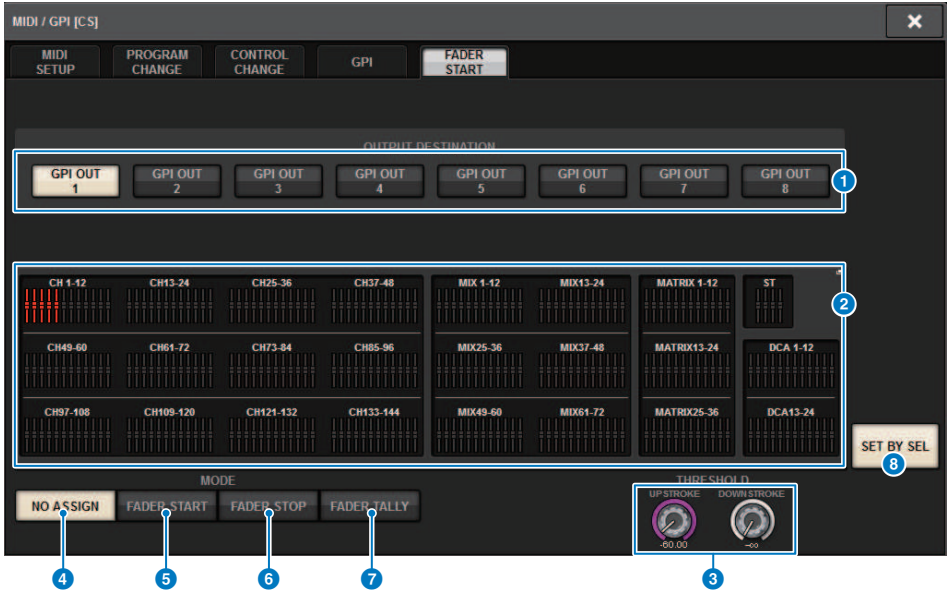 MIDI / GPI [CS]
MIDI SETUP
PROGRAM CHANGE
CONTROL CHANGE
GPI
FADER START
OUTPUT DESTINATION
GPI OUT 1
GPI OUT 2
GPI OUT 3
GPI OUT 4
GPI OUT 5
GPI OUT 6
GPI OUT 7
GPI OUT 8
1
CH 1-12
CH13-24
CH25-36
CH37-48
MIX 1-12
MIX13-24
MATRIX 1-12
ST
2
CH49-60
CH61-72
CH73-84
CH85-96
MIX25-36
MIX37-48
MATRIX13-24
DCA 1-12
CH97-108
CH109-120
CH121-132
CH133-144
MIX49-60
MIX61-72
MATRIX25-36
DCA13-24
SET BY SEL
8
MODE
THRESHOLD
NO ASSIGN
FADER START
FADER STOP
FADER TALLY
UPSTROKE
DOWN STROKE
-60.00
-∞
4
5
6
7
3